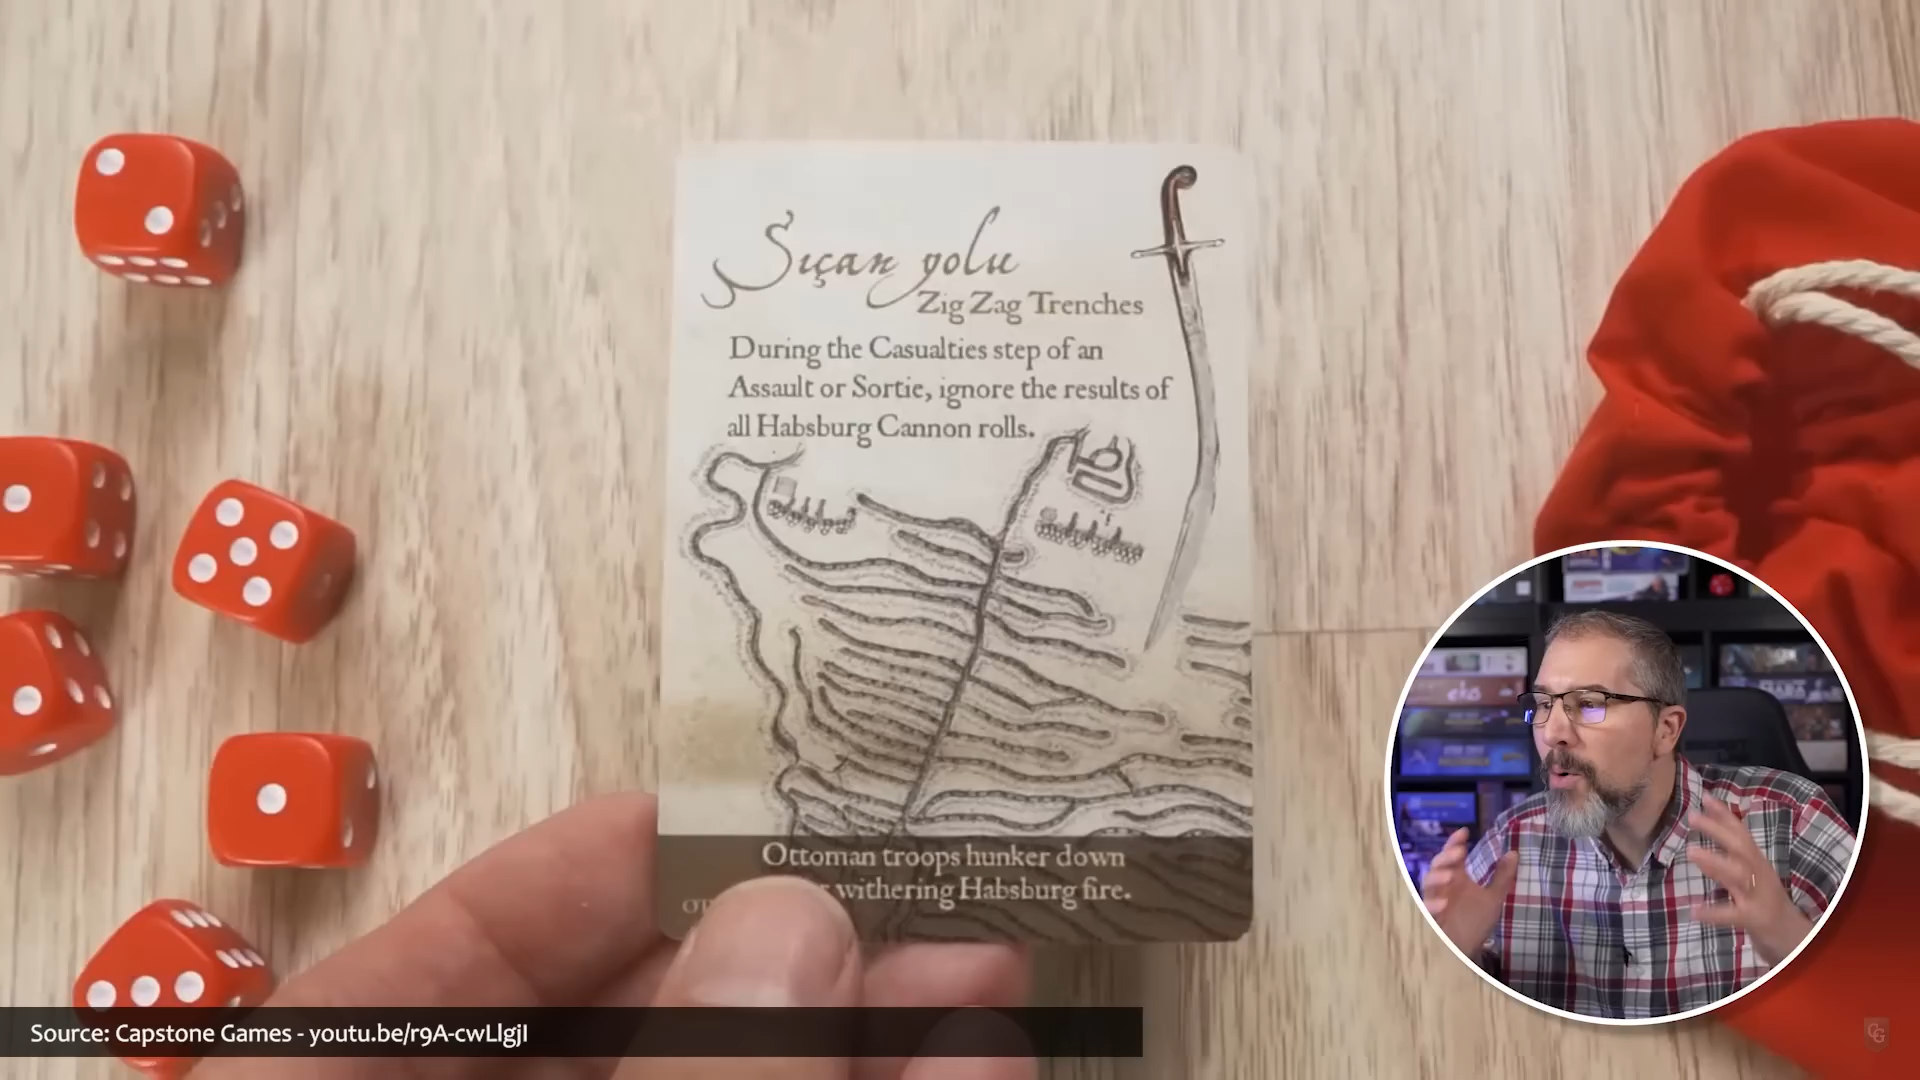 Sıçan yolu
Zig Zag Trenches
During the Casualties step of an
Assault or Sortie, ignore the results of
all Habsburg Cannon rolls.
Ottoman troops hunker down
withering Habsburg fire.
Source: Capstone Games - youtu.be/r9A-cwLlgjI
CG